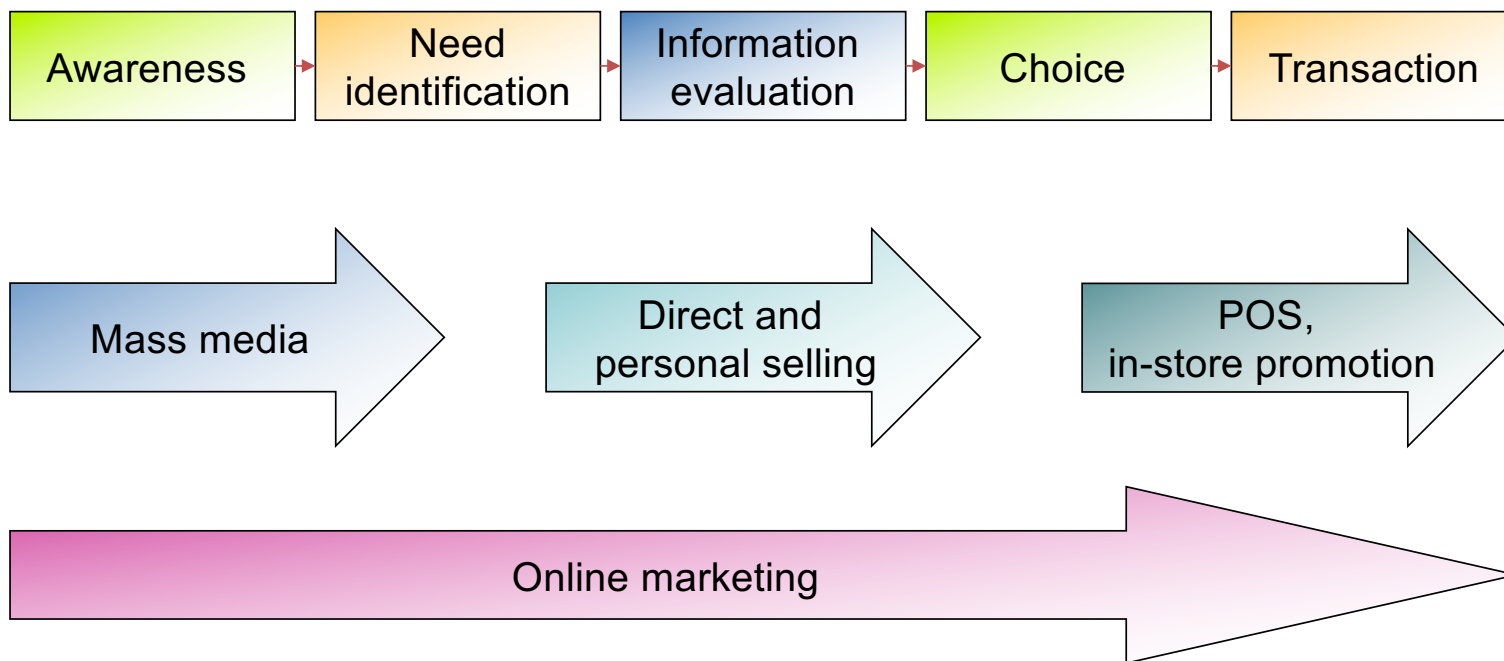 Awareness
Need
identification
Information
evaluation
Choice
Transaction
Mass media
Direct and
personal selling
POS,
in-store promotion
Online marketing